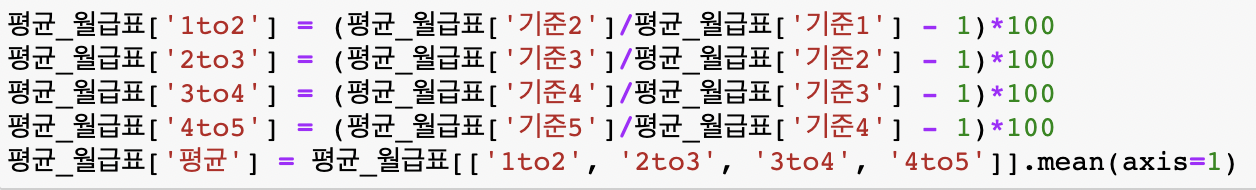 평균_월급표['1to2'] = (평균_월급표['기준2']/평균_월급표['기준1'] - 1)*100
평균_월급표['2to3'] = (평균_월급표['기준3']/평균_월급표['기준2'] - 1)*100
평균_월급표['3to4'] = (평균_월급표['기준4']/평균_월급표['기준3'] - 1)*100
평균_월급표['4to5'] = (평균_월급표['기준5']/평균_월급표['기준4'] - 1)*100
평균_월급표['평균'] = 평균_월급표[['1to2', '2to3', '3to4', '4to5']].mean(axis=1)